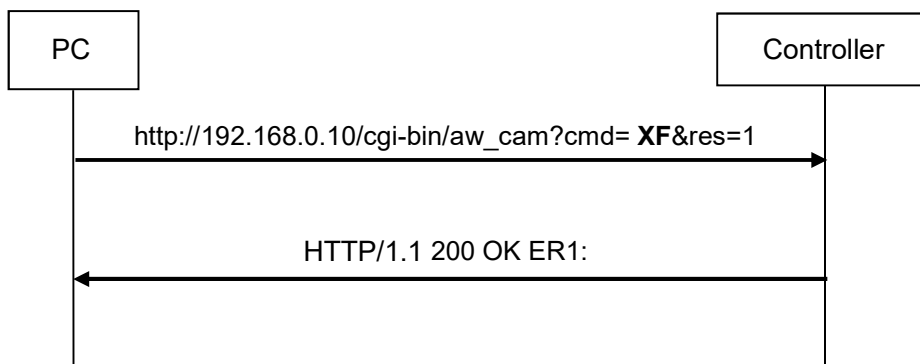 PC
Controller
http://192.168.0.10/cgi-bin/aw_cam?cmd= XF&res=1
HTTP/1.1 200 OK ER1: